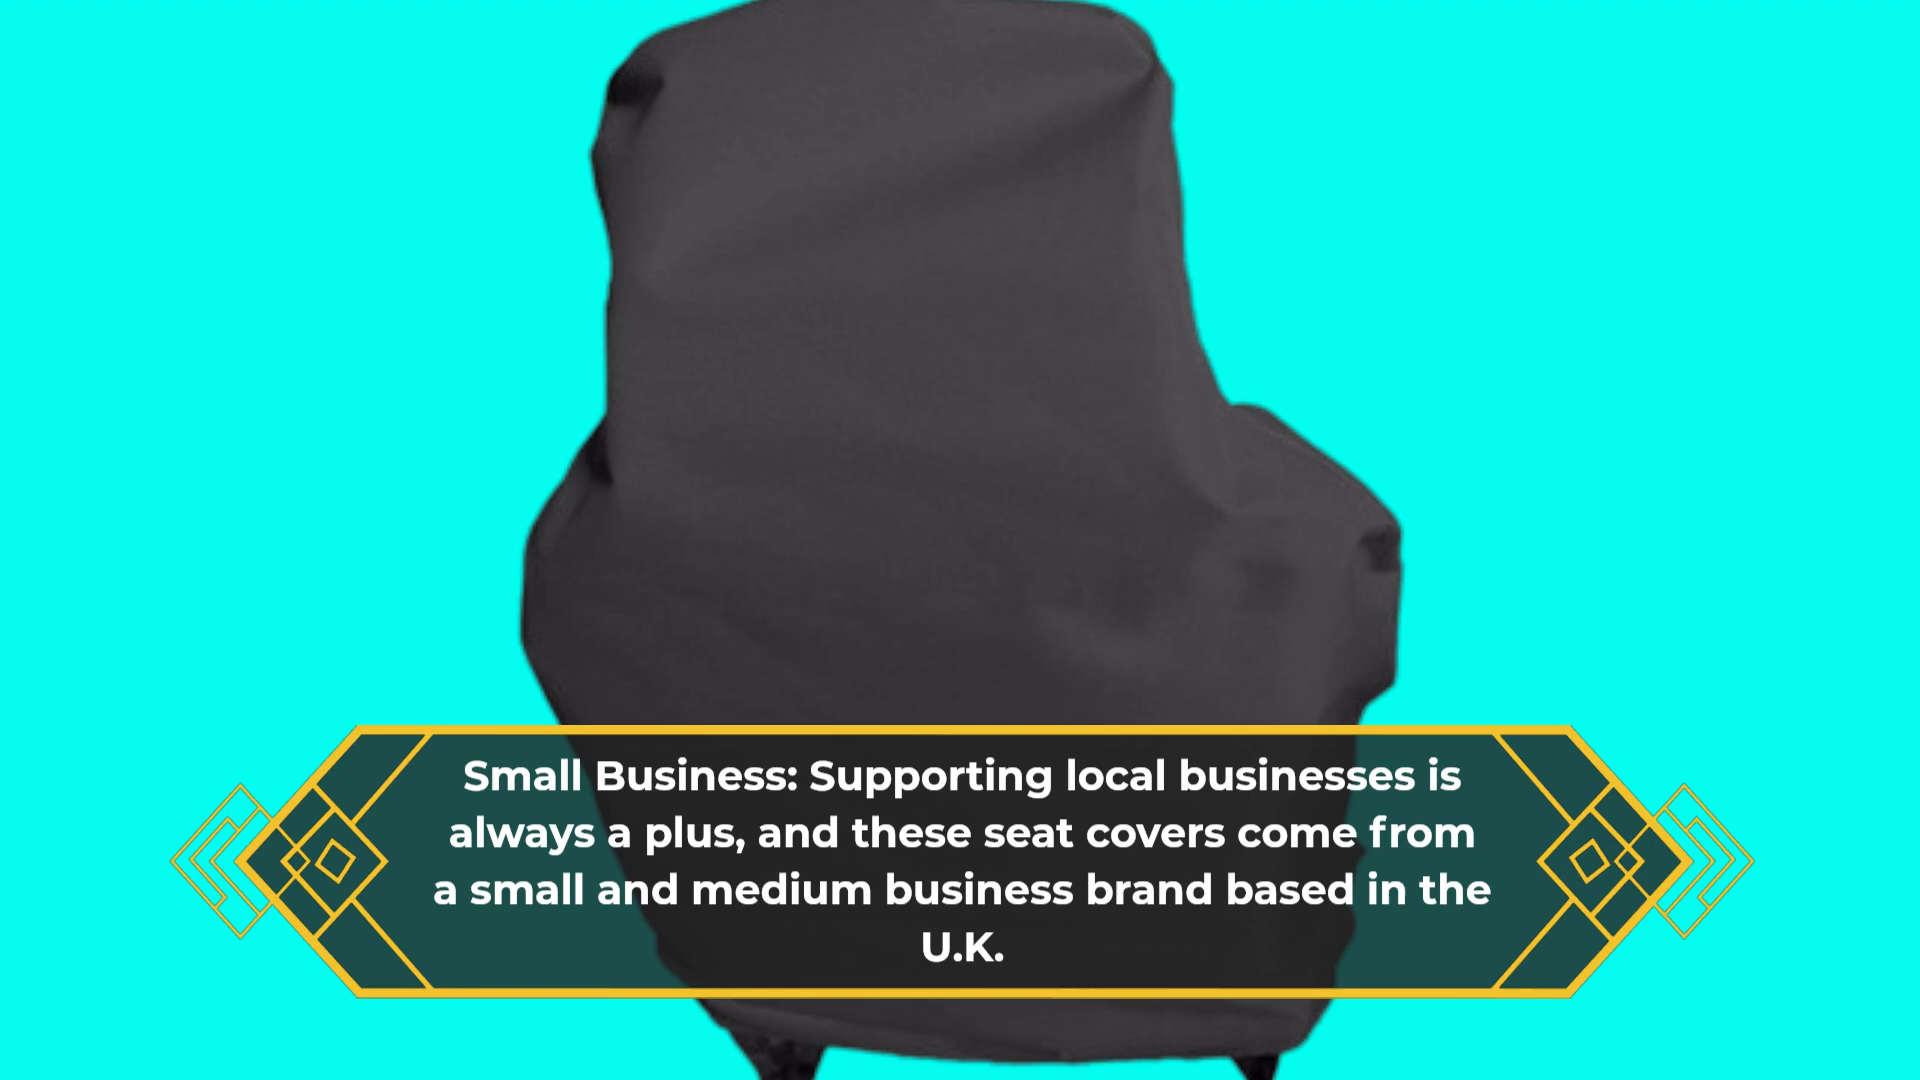 Small Business: Supporting local businesses is
always a plus, and these seat covers come from
a small and medium business brand based in the
U.K.